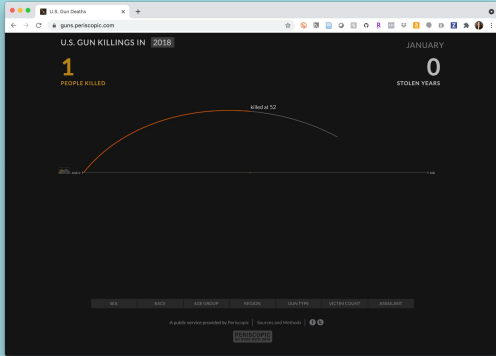 U.S. Gun Deaths
guns.periscopic.com
U.S. GUN KILLINGS IN 2018
JANUARY
1
PEOPLE KILLED
0
STOLEN YEARS
killed at 52
SEX
RACE
AGE GROUP
REGION
GUN TYPE
VICTIM COUNT
ASSAILANT
A public service provided by Periscopic | Sources and Methods |
PERISCOPIC